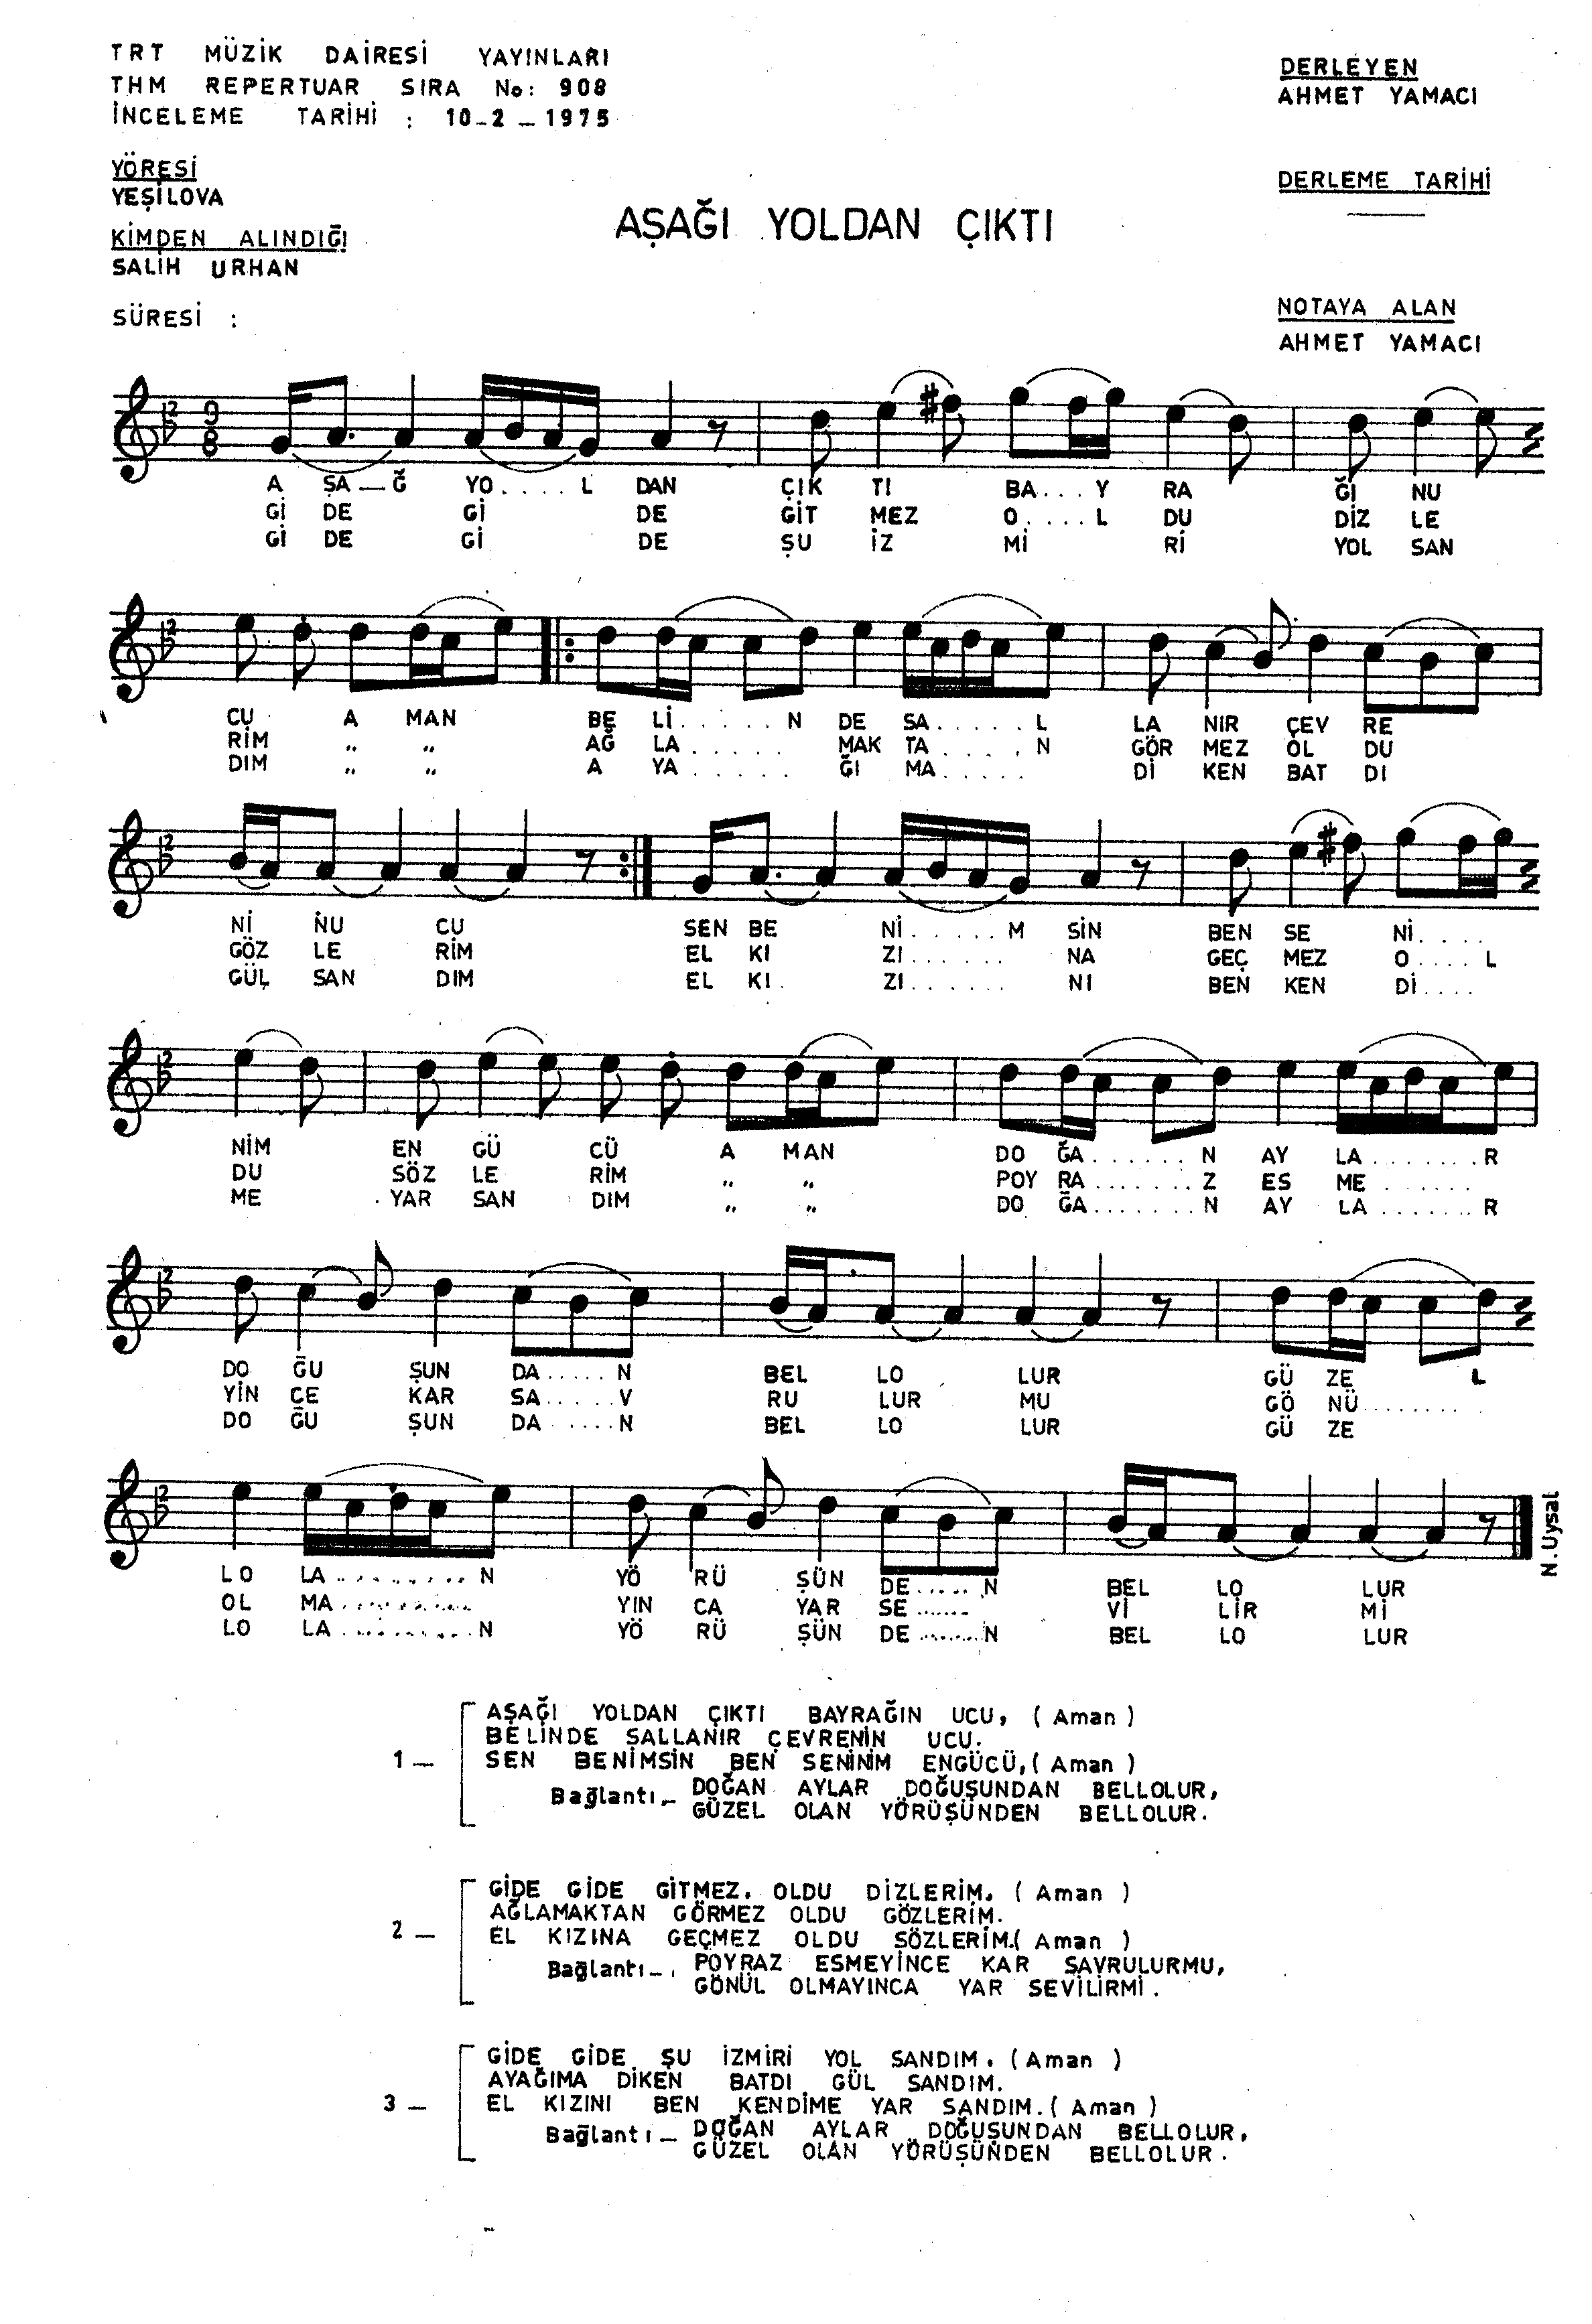 TRT MÜZİK DAİRESİ YAYINLARI
THM REPERTUAR SIRA No: 908
İNCELEME TARİHİ : 10_2_1975
DERLEYEN
AHMET YAMACI
YÖRESİ
YEŞİLOVA
DERLEME TARİHİ
AŞAĞI YOLDAN ÇIKTI
KİMDEN ALINDIĞI
SALİH URHAN
SÜRESİ :
NOTAYA ALAN
AHMET YAMACI
2
9
8
A ŞA_Ğ YO....L DAN ÇIK TI BA...Y RA ĞI NU
Gİ DE Gİ DE GİT MEZ O....L DU DİZ LE
Gİ DE Gİ DE ŞU İZ Mİ Rİ YOL SAN
2
CU A MAN BE Lİ.....N DE SA.....L LA NIR ÇEV RE
RİM " " AĞ LA...... MAK TA.....N GÖR MEZ OL DU
DIM " " A YA...... ĞI MA..... Dİ KEN BAT DI
2
Nİ NU CU SEN BE Nİ......M SİN BEN SE Nİ....
GÖZ LE RİM EL KI ZI....... NA GEÇ MEZ O....L
GÜL SAN DIM EL KI ZI...... NI BEN KEN Dİ....
2
NİM EN GÜ CÜ A MAN DO ĞA.......N AY LA........R
DU SÖZ LE RİM " " POY RA.......Z ES ME.......
ME YAR SAN DIM " " DO ĞA.......N AY LA........R
2
DO ĞU ŞUN DA.....N BEL LO LUR GÜ ZE L
YİN CE KAR SA.....V RU LUR MU GÖ NÜ........
DO ĞU ŞUN DA.....N BEL LO LUR GÜ ZE
2
LO LA..........N YÖ RÜ ŞÜN DE.....N BEL LO LUR
OL MA.......... YIN CA YAR SE...... Vİ LİR Mİ
LO LA..........N YÖ RÜ ŞÜN DE.......N BEL LO LUR
N. Uysal
AŞAĞI YOLDAN ÇIKTI BAYRAĞIN UCU, ( Aman )
BELİNDE SALLANIR ÇEVRENİN UCU.
1 _ SEN BENİMSİN BEN SENİNİM ENGÜCÜ,( Aman )
Bağlantı_ DOĞAN AYLAR DOĞUŞUNDAN BELLOLUR,
GÜZEL OLAN YÖRÜŞÜNDEN BELLOLUR.
GİDE GİDE GİTMEZ. OLDU DİZLERİM. ( Aman )
AĞLAMAKTAN GÖRMEZ OLDU GÖZLERİM.
2 _ EL KIZINA GEÇMEZ OLDU SÖZLERİM.( Aman )
Bağlantı_ POYRAZ ESMEYİNCE KAR SAVRULURMU,
GÖNÜL OLMAYINCA YAR SEVİLİRMİ.
GİDE GİDE ŞU İZMİRİ YOL SANDIM. ( Aman )
AYAĞIMA DİKEN BATDI GÜL SANDIM.
3 _ EL KIZINI BEN KENDİME YAR SANDIM.( Aman )
Bağlantı_ DOĞAN AYLAR DOĞUŞUNDAN BELLOLUR,
GÜZEL OLAN YÖRÜŞÜNDEN BELLOLUR.